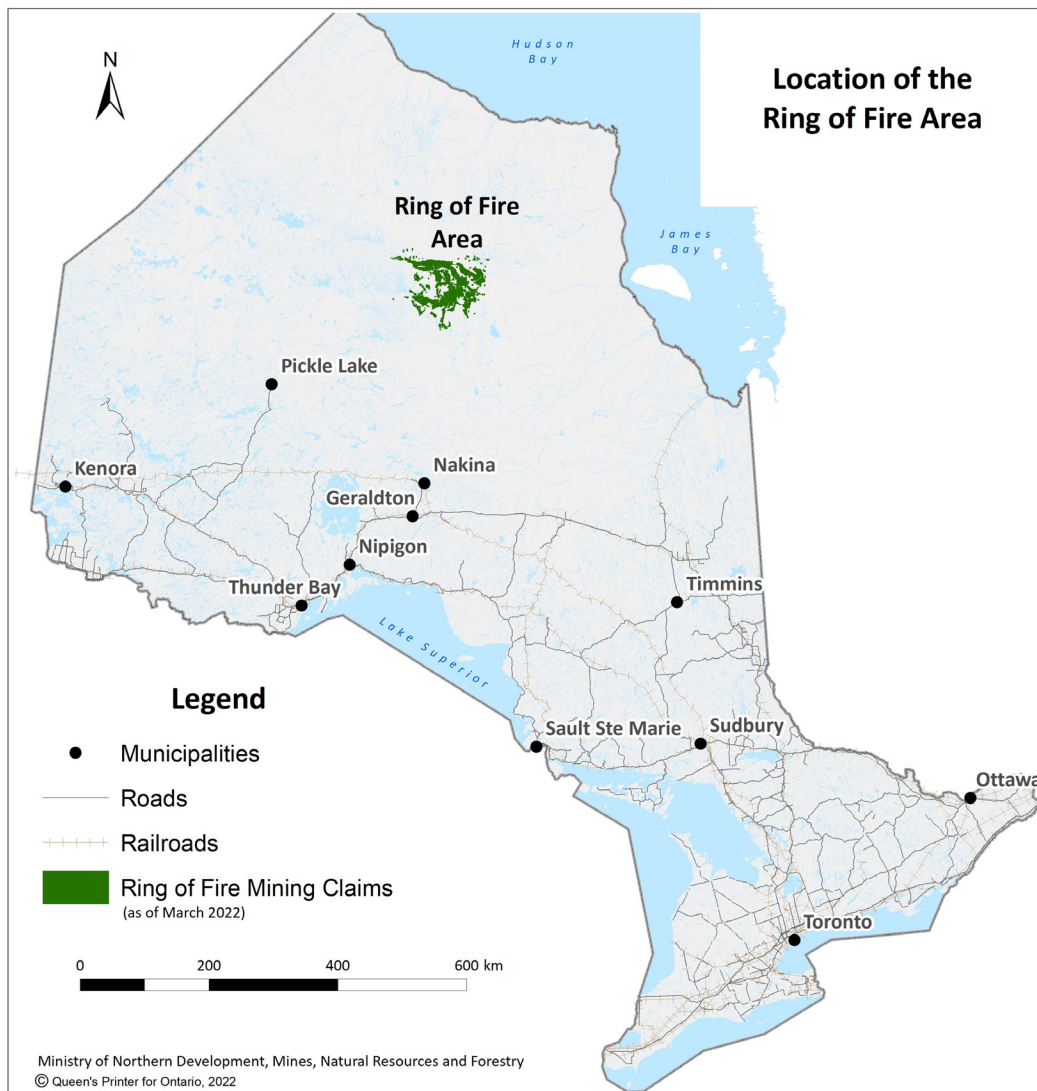 Hudson
Bay
N
Location of the
Ring of Fire Area
Ring of Fire
Area
James
Bay
Pickle Lake
Kenora
Nakina
Geraldton
Nipigon
Thunder Bay
Timmins
Lake Superior
Legend
Sault Ste Marie
Sudbury
Municipalities
Ottawa
Roads
Railroads
Ring of Fire Mining Claims
(as of March 2022)
Toronto
0 200 400 600 km
Ministry of Northern Development, Mines, Natural Resources and Forestry
© Queen's Printer for Ontario, 2022